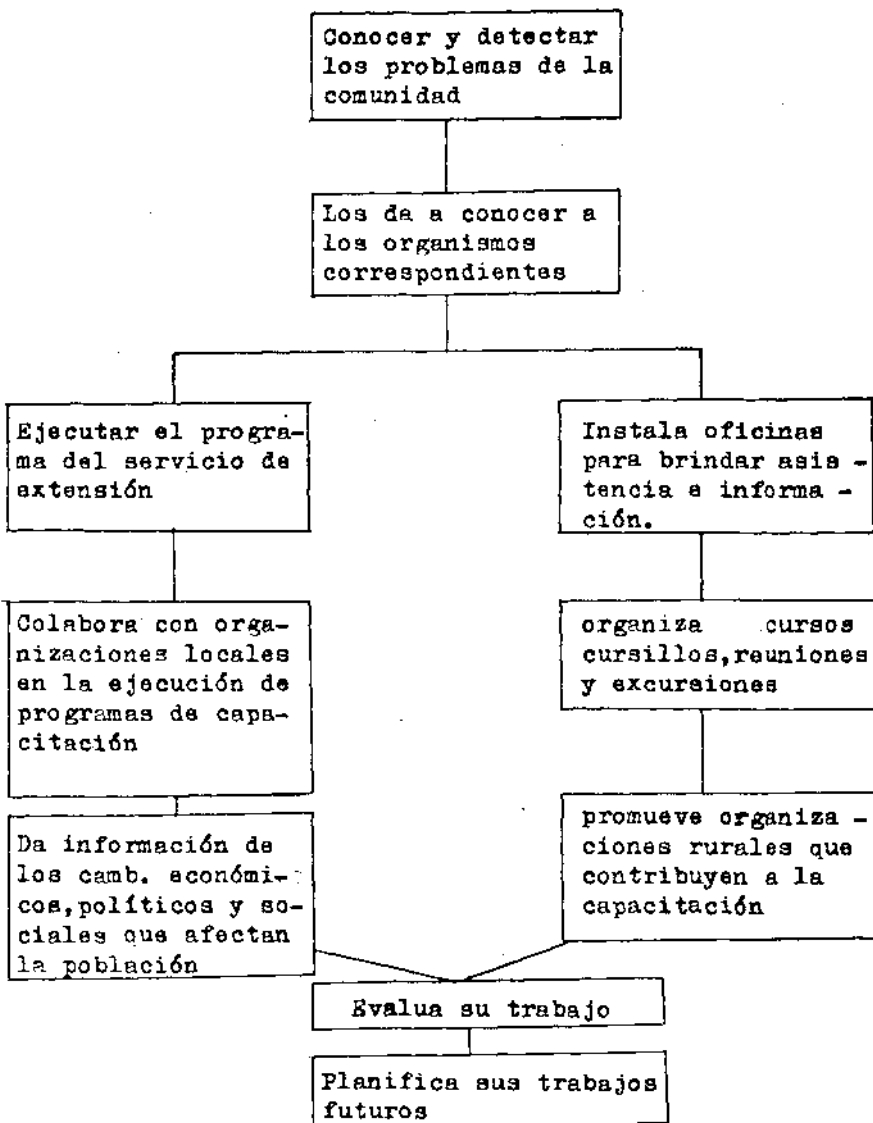 Conocer y detectar
los problemas de la
comunidad
Los da a conocer a
los organismos
correspondientes
Ejecutar el progra-
ma del servicio de
extensión
Colabora con orga-
nizaciones locales
en la ejecución de
programas de capa-
citación
Da información de
los camb. económi-
cos,políticos y so-
ciales que afectan
la población
Instala oficinas
para brindar asis -
tencia e informa -
ción.
organiza cursos
cursillos,reuniones
y excursiones
promueve organiza -
ciones rurales que
contribuyen a la
capacitación
Evalua su trabajo
Planifica sus trabajos
futuros